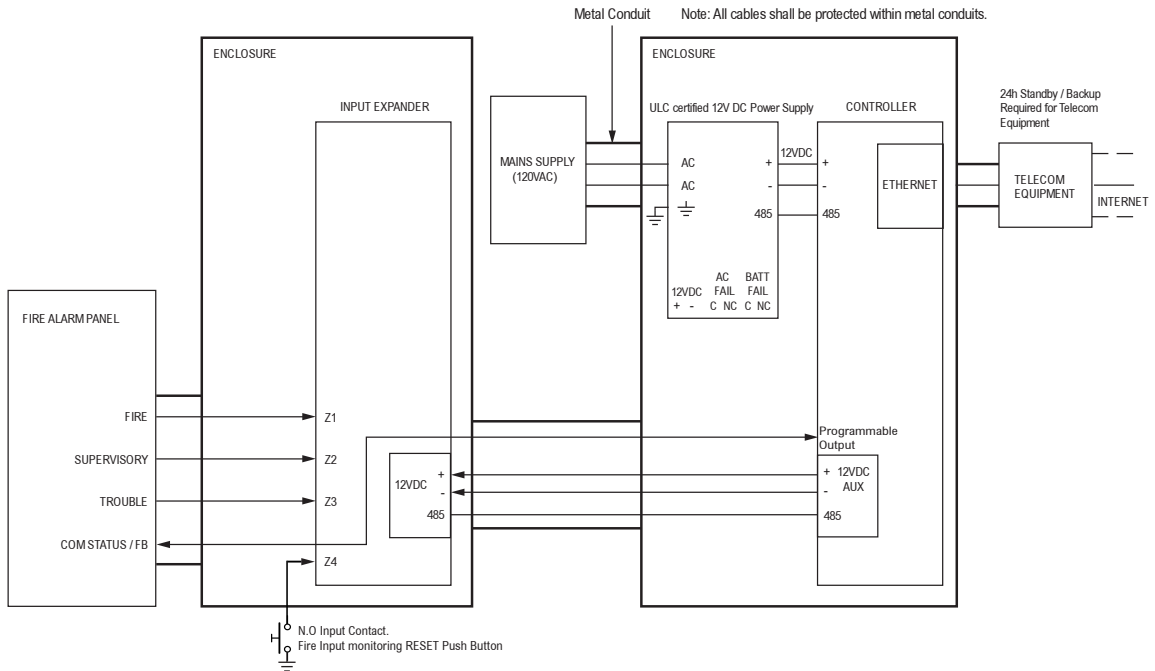 Metal Conduit
Note: All cables shall be protected within metal conduits.
ENCLOSURE
INPUT EXPANDER
MAINS SUPPLY
(120VAC)
ENCLOSURE
ULC certified 12V DC Power Supply
CONTROLLER
24h Standby / Backup
Required for Telecom
Equipment
AC
AC
+
-
485
12VDC
+
-
485
ETHERNET
TELECOM
EQUIPMENT
INTERNET
12VDC
+ -
AC
FAIL
C NC
BATT
FAIL
C NC
FIRE ALARM PANEL
FIRE
SUPERVISORY
TROUBLE
COM STATUS / FB
Z1
Z2
Z3
Z4
12VDC
+
-
485
Programmable
Output
+ 12VDC
AUX
-
485
N.O Input Contact.
Fire Input monitoring RESET Push Button